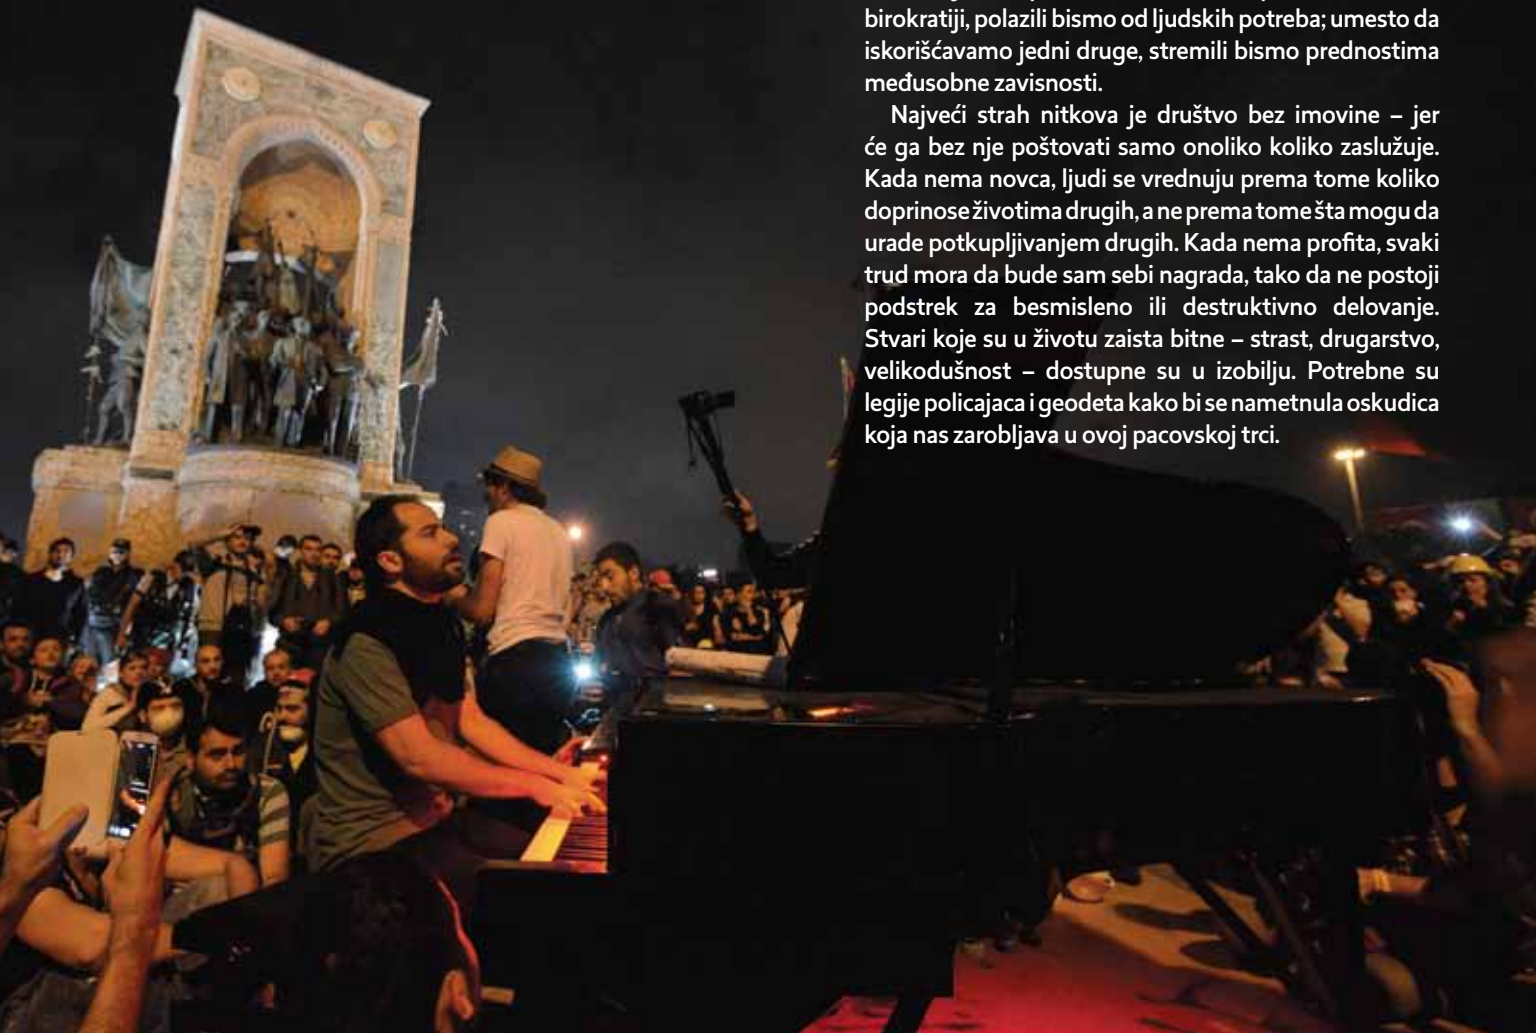 birokratiji, polazili bismo od ljudskih potreba; umesto da
iskorišćavamo jedni druge, stremili bismo prednostima
međusobne zavisnosti.
Najveći strah nitkova je društvo bez imovine – jer
će ga bez nje poštovati samo onoliko koliko zaslužuje.
Kada nema novca, ljudi se vrednuju prema tome koliko
doprinose životima drugih, a ne prema tome šta mogu da
urade potkupljivanjem drugih. Kada nema profita, svaki
trud mora da bude sam sebi nagrada, tako da ne postoji
podstrek za besmisleno ili destruktivno delovanje.
Stvari koje su u životu zaista bitne – strast, drugarstvo,
velikodušnost – dostupne su u izobilju. Potrebne su
legije policajaca i geodeta kako bi se nametnula oskudica
koja nas zarobljava u ovoj pacovskoj trci.